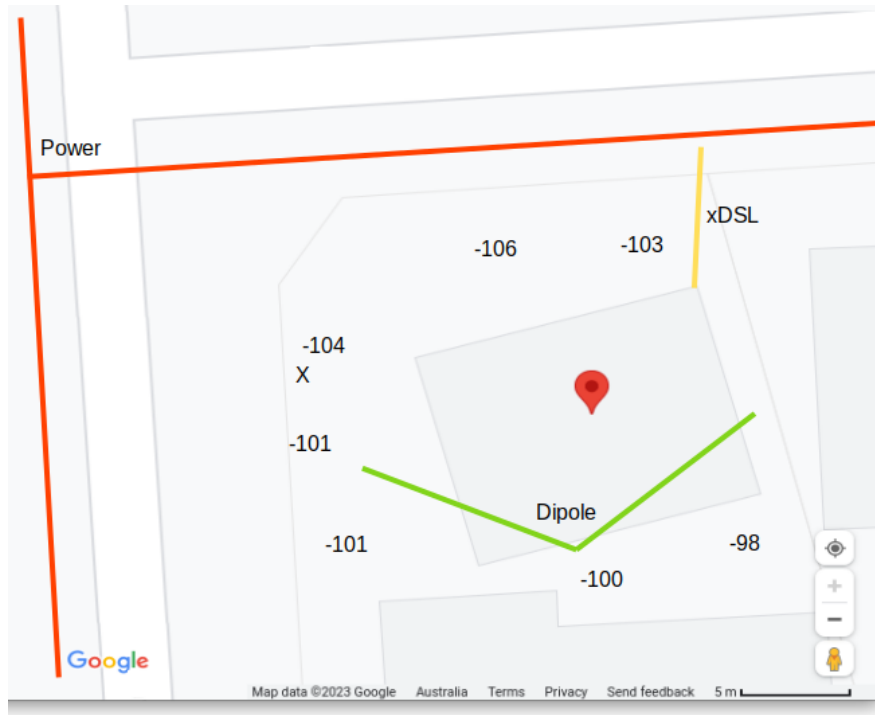 Power
xDSL
-106
-103
-104
X
-101
Dipole
-101
-98
-100
Google
Map data ©2023 Google Australia Terms Privacy Send feedback 5 m